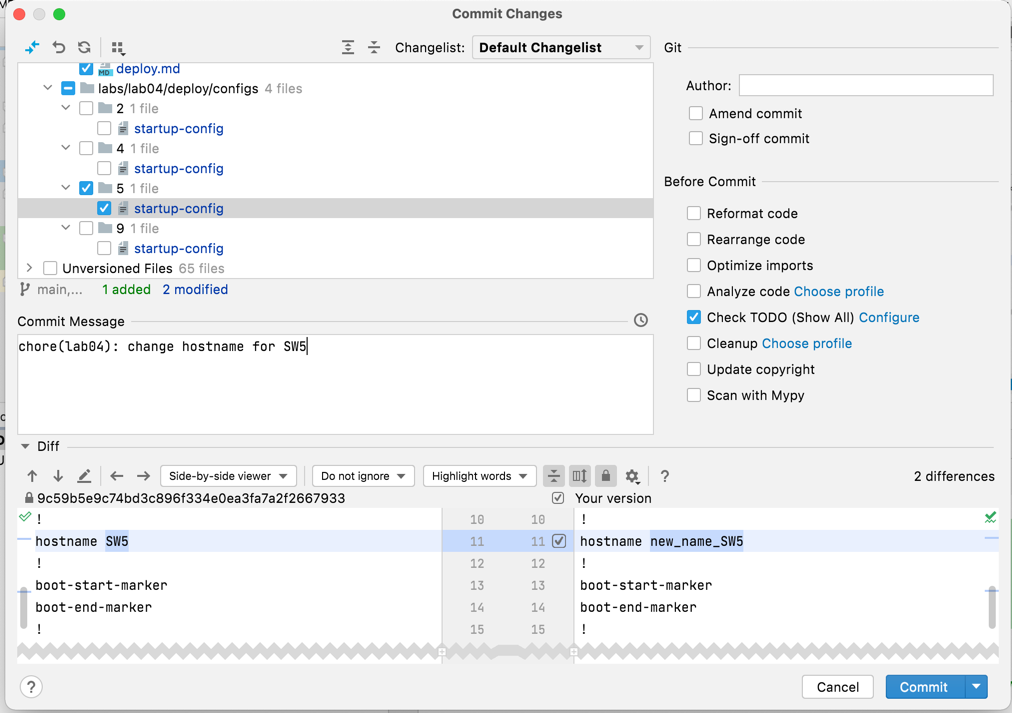 Commit Changes
Changelist: Default Changelist
Git
deploy.md
labs/lab04/deploy/configs 4 files
2 1 file
startup-config
4 1 file
startup-config
5 1 file
startup-config
9 1 file
startup-config
Unversioned Files 65 files
main,... 1 added 2 modified
Commit Message
chore(lab04): change hostname for SW5
Author:
Amend commit
Sign-off commit
Before Commit
Reformat code
Rearrange code
Optimize imports
Analyze code Choose profile
Check TODO (Show All) Configure
Cleanup Choose profile
Update copyright
Scan with Mypy
Diff
Side-by-side viewer Do not ignore Highlight words ? 2 differences
9c59b5e9c74bd3c896f334e0ea3fa7a2f2667933 Your version
! 10 10 !
hostname SW5 11 11 hostname new_name_SW5
! 12 12 !
boot-start-marker 13 13 boot-start-marker
boot-end-marker 14 14 boot-end-marker
! 15 15 !
? Cancel Commit